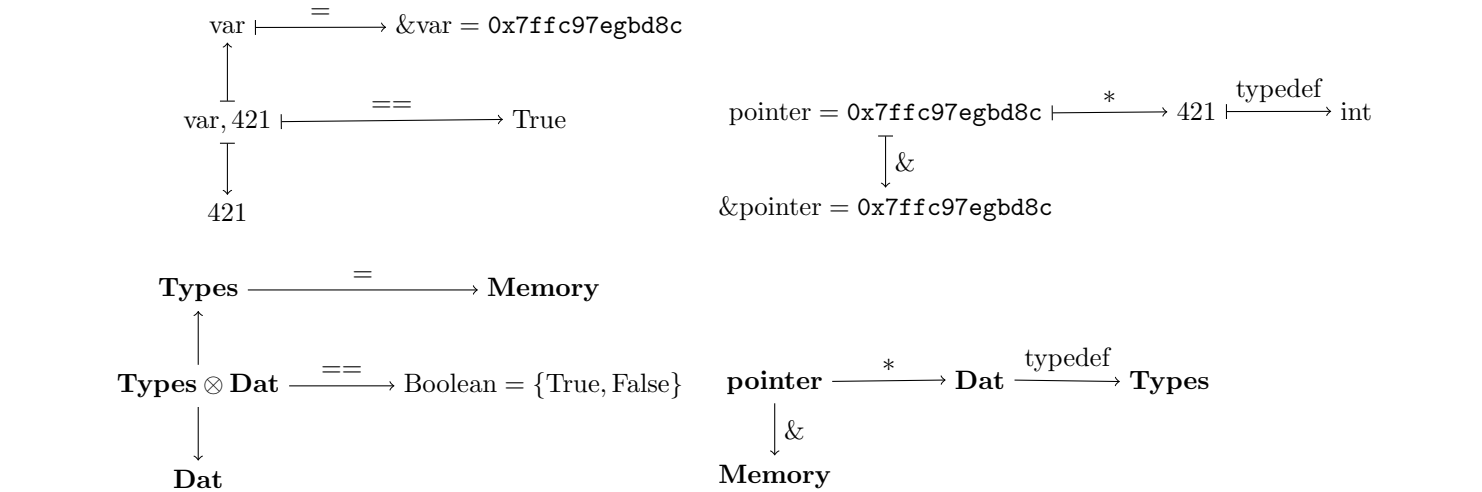 =
var &var = 0x7ffc97egbd8c
==
var, 421 True
421
*
typedef
pointer = 0x7ffc97egbd8c 421 int
&
&pointer = 0x7ffc97egbd8c
=
Types Memory
==
Types ⊗ Dat Boolean = {True, False}
Dat
*
typedef
pointer Dat Types
&
Memory